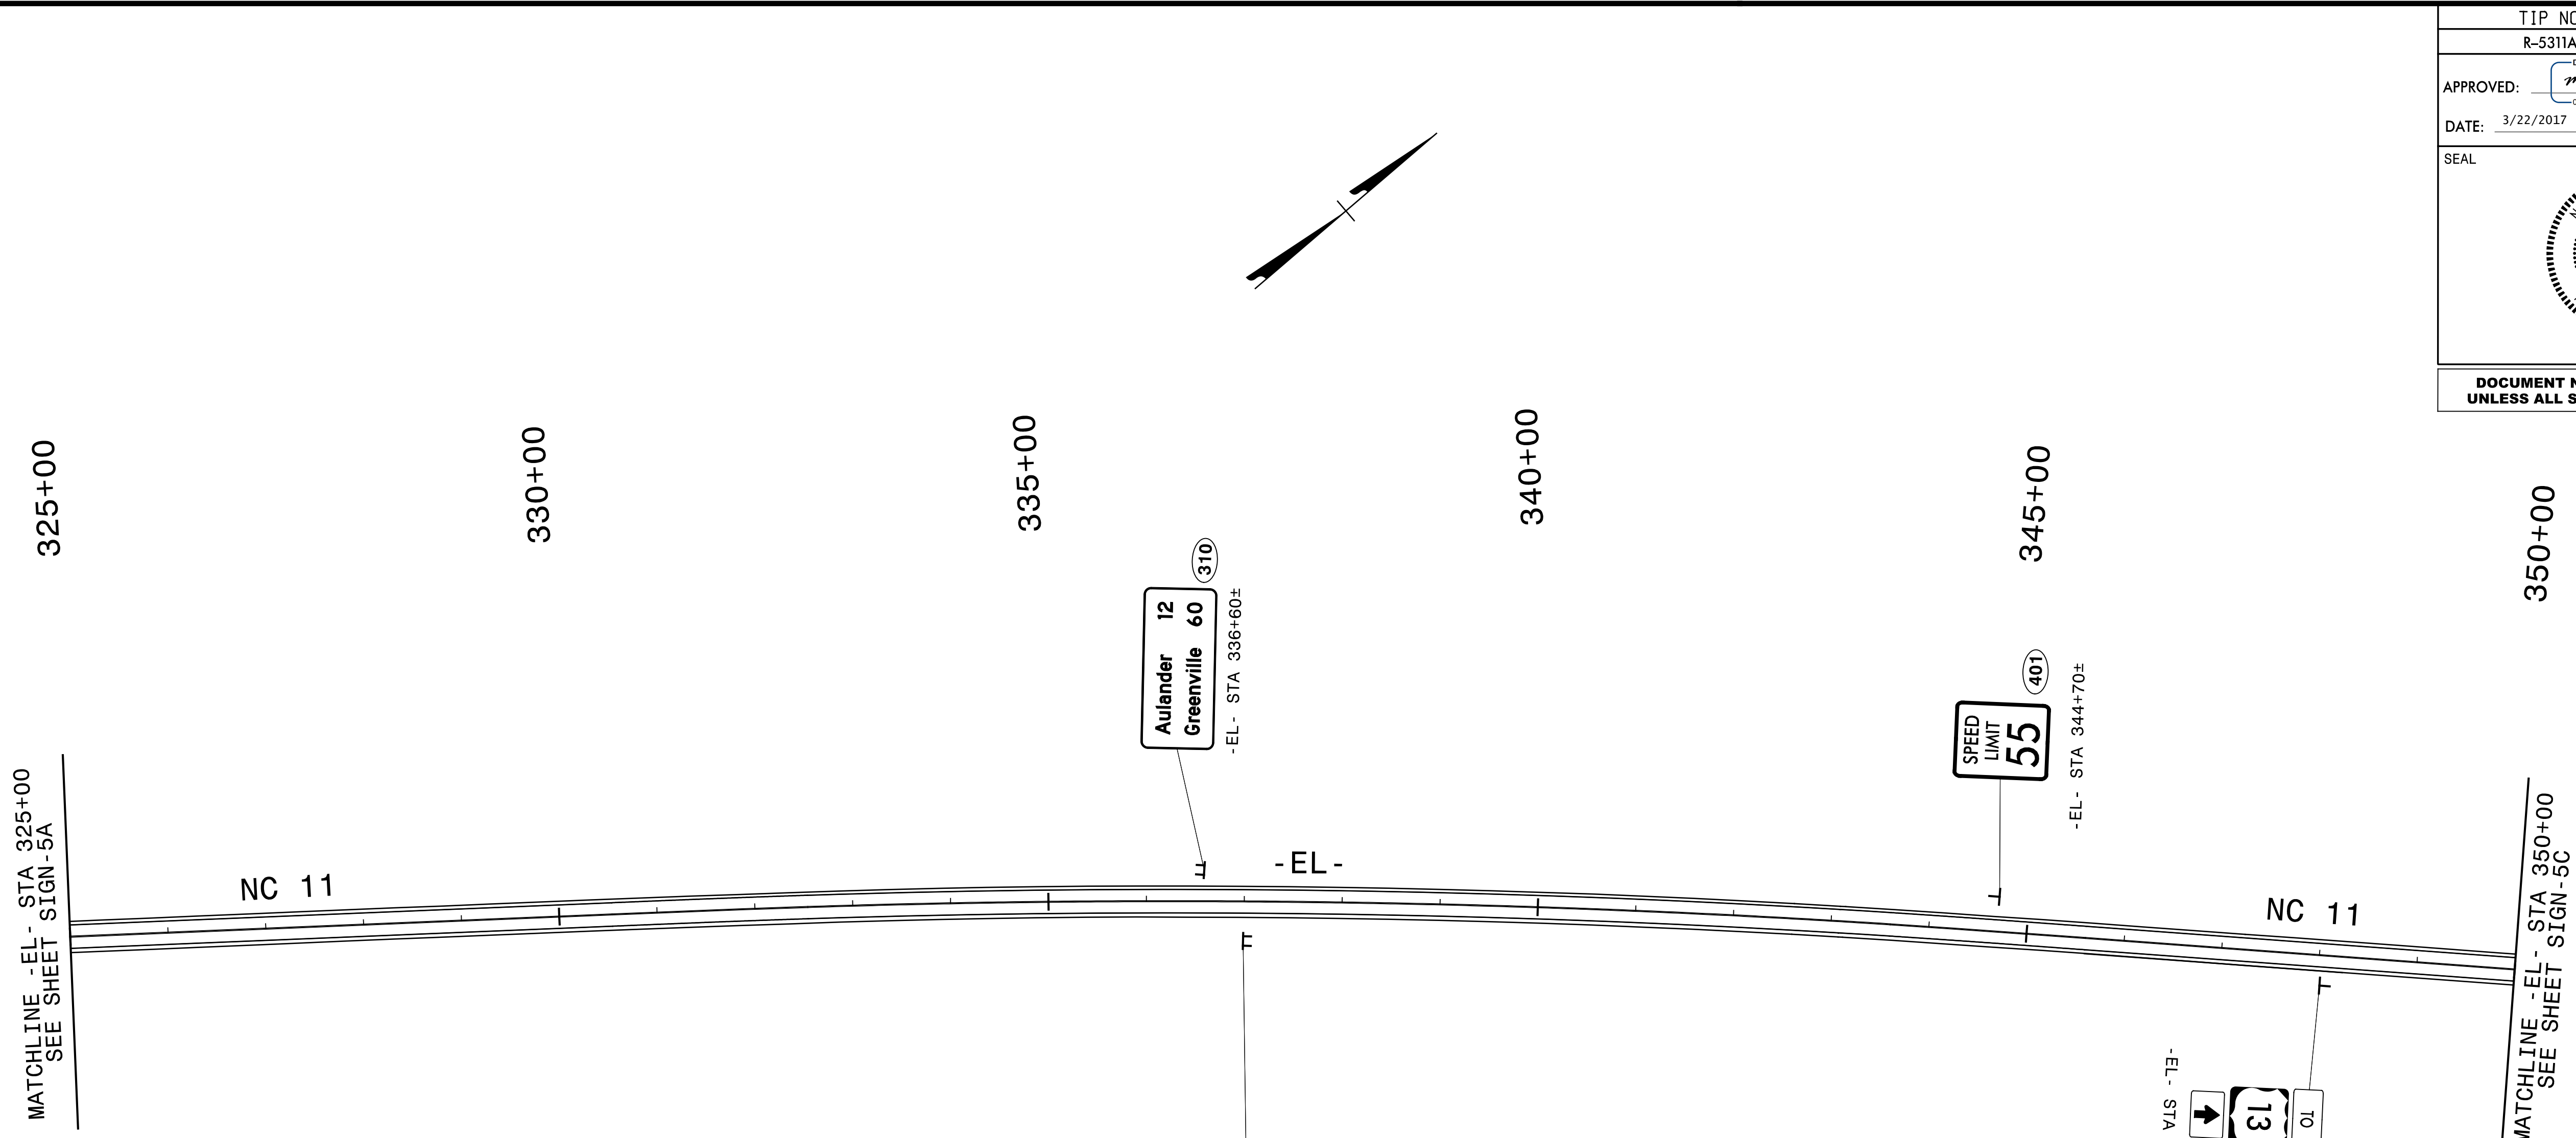 TIP NO
R-5311A
APPROVED:
DATE: 3/22/2017
SEAL
DOCUMENT N
UNLESS ALL S
325+00
330+00
335+00
340+00
345+00
350+00
310
Aulander 12
Greenville 60
-EL- STA 336+60±
401
SPEED
LIMIT
55
-EL- STA 344+70±
MATCHLINE -EL- STA 325+00
SEE SHEET SIGN-5A
NC 11
-EL-
NC 11
MATCHLINE -EL- STA 350+00
SEE SHEET SIGN-5C
-EL- STA
TO
13